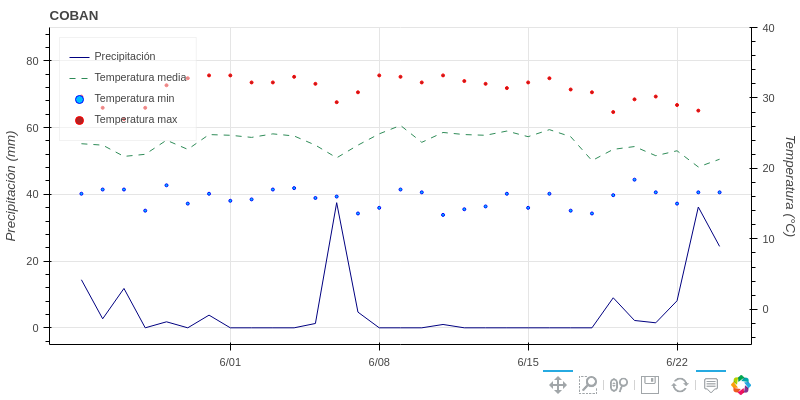 COBAN
Precipitación
Temperatura media
Temperatura min
Temperatura max
80
60
40
20
0
40
30
20
10
0
Precipitación (mm)
Temperatura (°C)
6/01
6/08
6/15
6/22